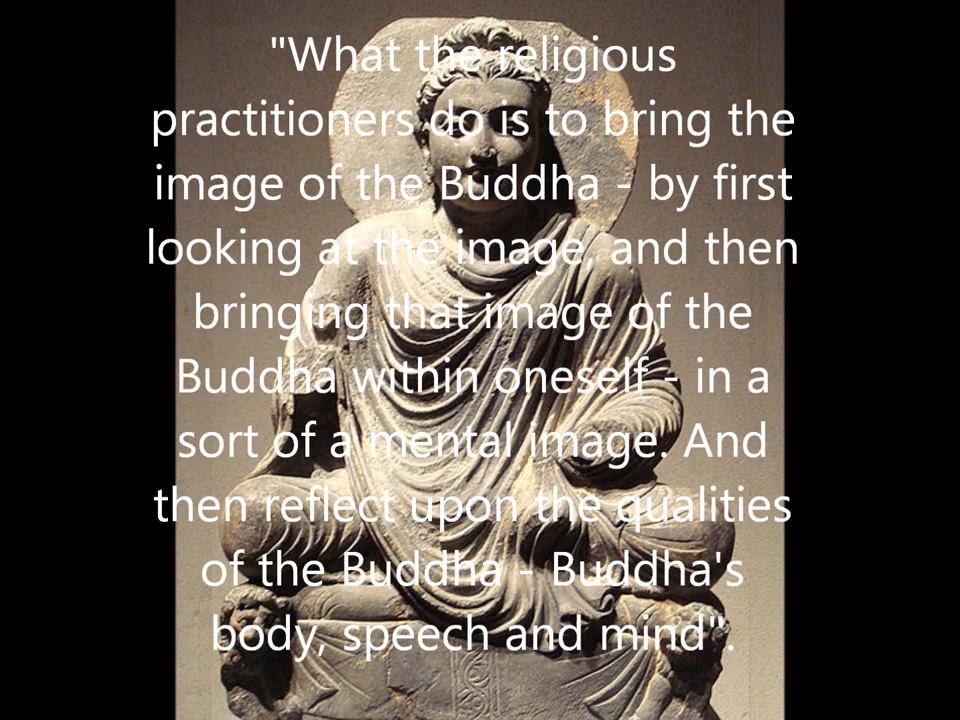 "What the religious
practitioners do is to bring the
image of the Buddha - by first
looking at the image, and then
bringing that image of the
Buddha within oneself - in a
sort of a mental image. And
then reflect upon the qualities
of the Buddha - Buddha's
body, speech and mind".